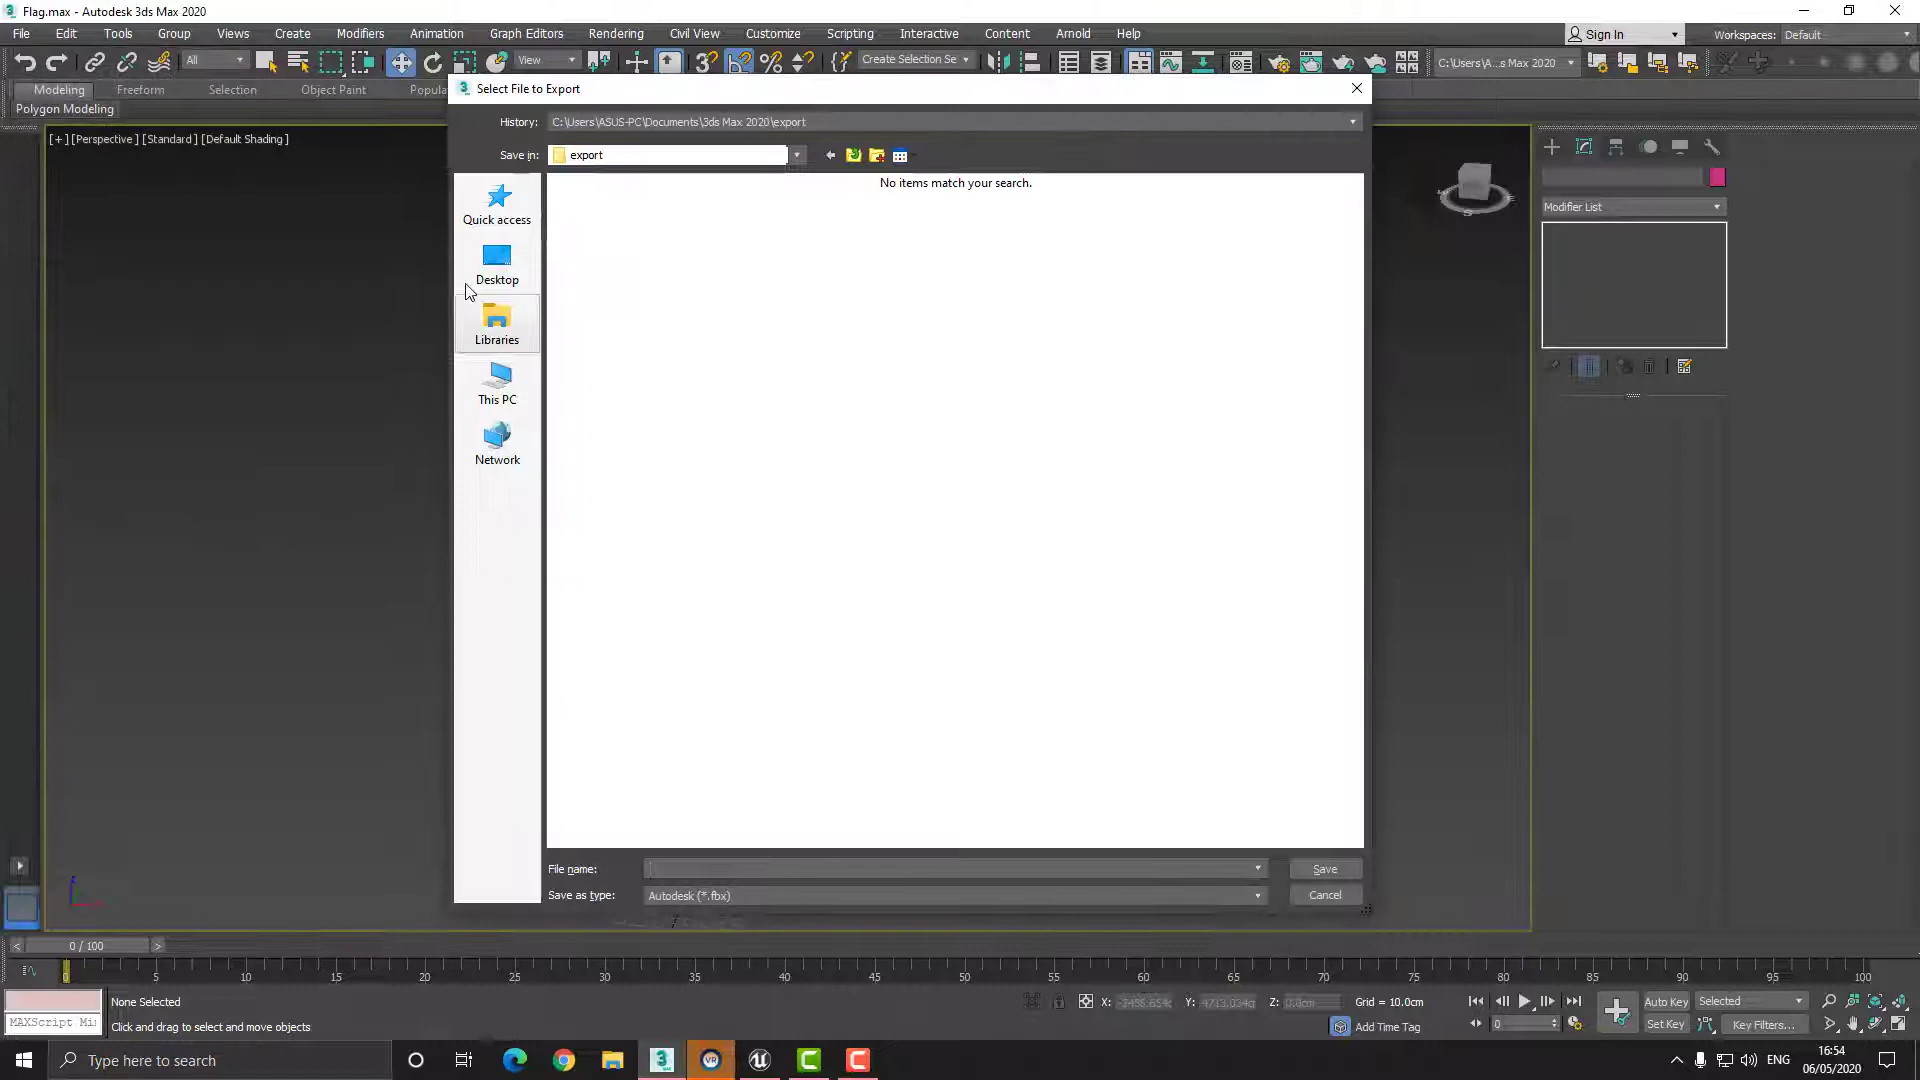 Flag.max - Autodesk 3ds Max 2020
File Edit Tools Group Views Create Modifiers Animation Graph Editors Rendering Civil View Customize Scripting Interactive Content Arnold Help
Sign In
Workspaces: Default
All
View
Create Selection Se
C:\Users\A...s Max 2020
Modeling Freeform Selection Object Paint
Polygon Modeling
Select File to Export
History: C:\Users\ASUS-PC\Documents\3ds Max 2020\export
Save in: export
[+] [Perspective] [Standard] [Default Shading]
No items match your search.
Quick access
Desktop
Libraries
This PC
Network
Modifier List
File name:
Save
Save as type: Autodesk (*.fbx)
Cancel
0 / 100
0 5 10 15 20 25 30 35 40 45 50 55 60 65 70 75 80 85 90 95 100
None Selected
MAXScript Mi
Click and drag to select and move objects
X: Y: Z: 0.0cm Grid = 10.0cm
Add Time Tag
0
Auto Key Selected
Set Key Key Filters...
Type here to search
ENG
16:54
06/05/2020